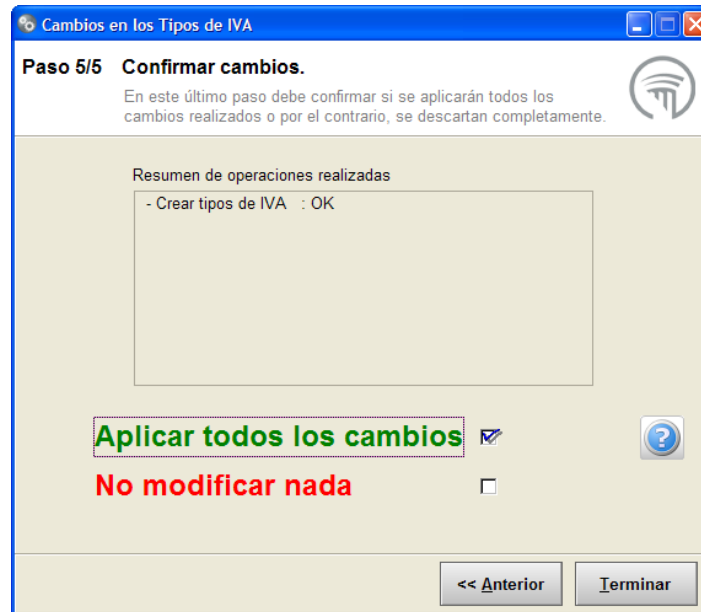 Cambios en los Tipos de IVA
Paso 5/5 Confirmar cambios.
En este último paso debe confirmar si se aplicarán todos los
cambios realizados o por el contrario, se descartan completamente.
Resumen de operaciones realizadas
- Crear tipos de IVA : OK
Aplicar todos los cambios
No modificar nada
<< Anterior
Terminar